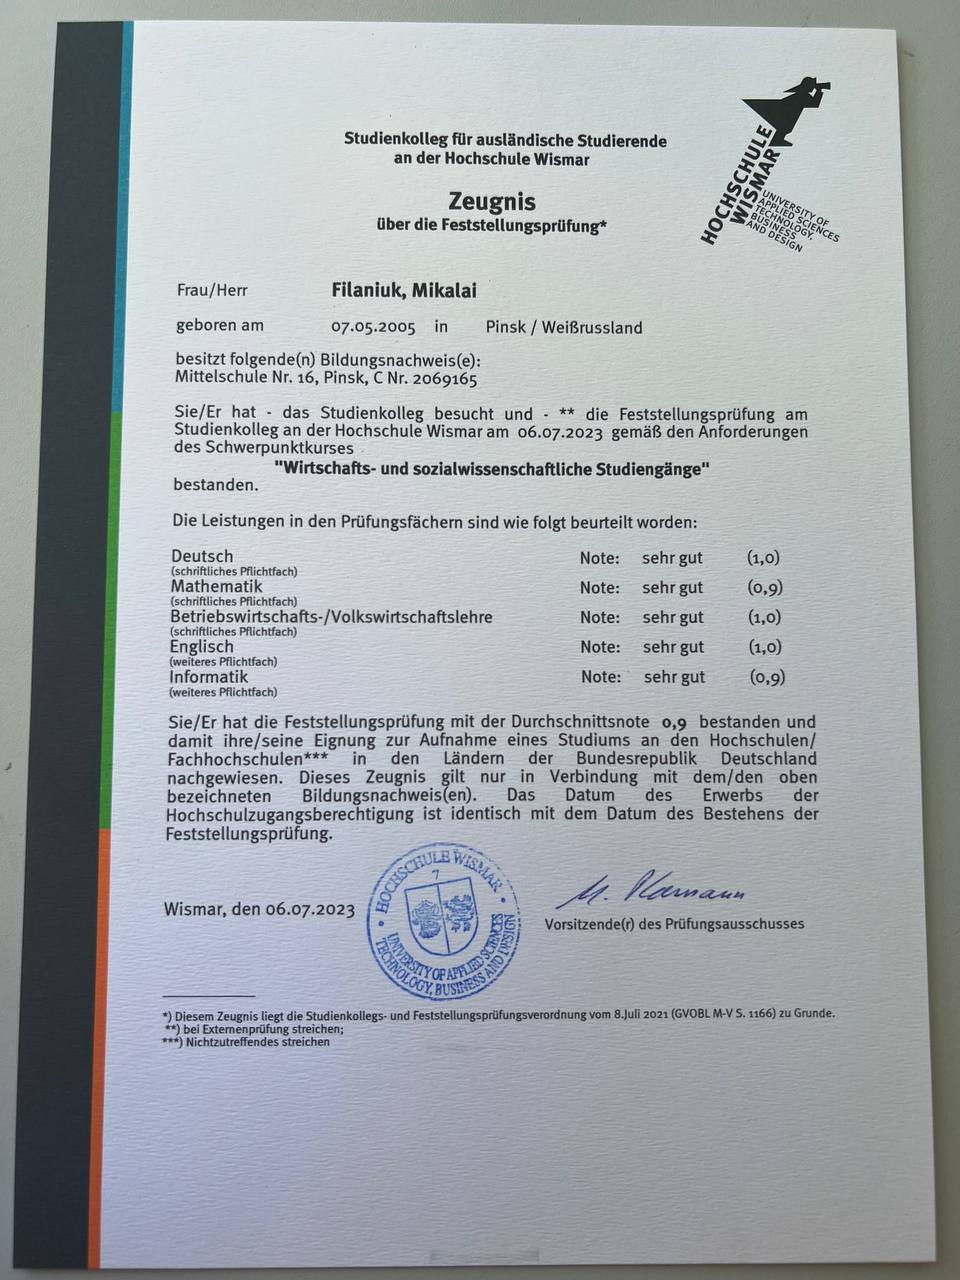 Studienkolleg für ausländische Studierende
an der Hochschule Wismar
HOCHSCHULE
WISMAR
UNIVERSITY OF
APPLIED SCIENCES
TECHNOLOGY,
BUSINESS
AND DESIGN
Zeugnis
über die Feststellungsprüfung*
Frau/Herr Filaniuk, Mikalai
geboren am 07.05.2005 in Pinsk / Weißrussland
besitzt folgende(n) Bildungsnachweis(e):
Mittelschule Nr. 16, Pinsk, C Nr. 2069165
Sie/Er hat - das Studienkolleg besucht und - ** die Feststellungsprüfung am
Studienkolleg an der Hochschule Wismar am 06.07.2023 gemäß den Anforderungen
des Schwerpunktkurses
"Wirtschafts- und sozialwissenschaftliche Studiengänge"
bestanden.
Die Leistungen in den Prüfungsfächern sind wie folgt beurteilt worden:
Deutsch Note: sehr gut (1,0)
(schriftliches Pflichtfach)
Mathematik Note: sehr gut (0,9)
(schriftliches Pflichtfach)
Betriebswirtschafts-/Volkswirtschaftslehre Note: sehr gut (1,0)
(schriftliches Pflichtfach)
Englisch Note: sehr gut (1,0)
(weiteres Pflichtfach)
Informatik Note: sehr gut (0,9)
(weiteres Pflichtfach)
Sie/Er hat die Feststellungsprüfung mit der Durchschnittsnote 0,9 bestanden und
damit ihre/seine Eignung zur Aufnahme eines Studiums an den Hochschulen/
Fachhochschulen*** in den Ländern der Bundesrepublik Deutschland
nachgewiesen. Dieses Zeugnis gilt nur in Verbindung mit dem/den oben
bezeichneten Bildungsnachweis(en). Das Datum des Erwerbs der
Hochschulzugangsberechtigung ist identisch mit dem Datum des Bestehens der
Feststellungsprüfung.
Wismar, den 06.07.2023
HOCHSCHULE WISMAR
7
UNIVERSITY OF APPLIED SCIENCES
TECHNOLOGY, BUSINESS AND DESIGN
Vorsitzende(r) des Prüfungsausschusses
*) Diesem Zeugnis liegt die Studienkollegs- und Feststellungsprüfungsverordnung vom 8.Juli 2021 (GVOBL M-V S. 1166) zu Grunde.
**) bei Externenprüfung streichen;
***) Nichtzutreffendes streichen